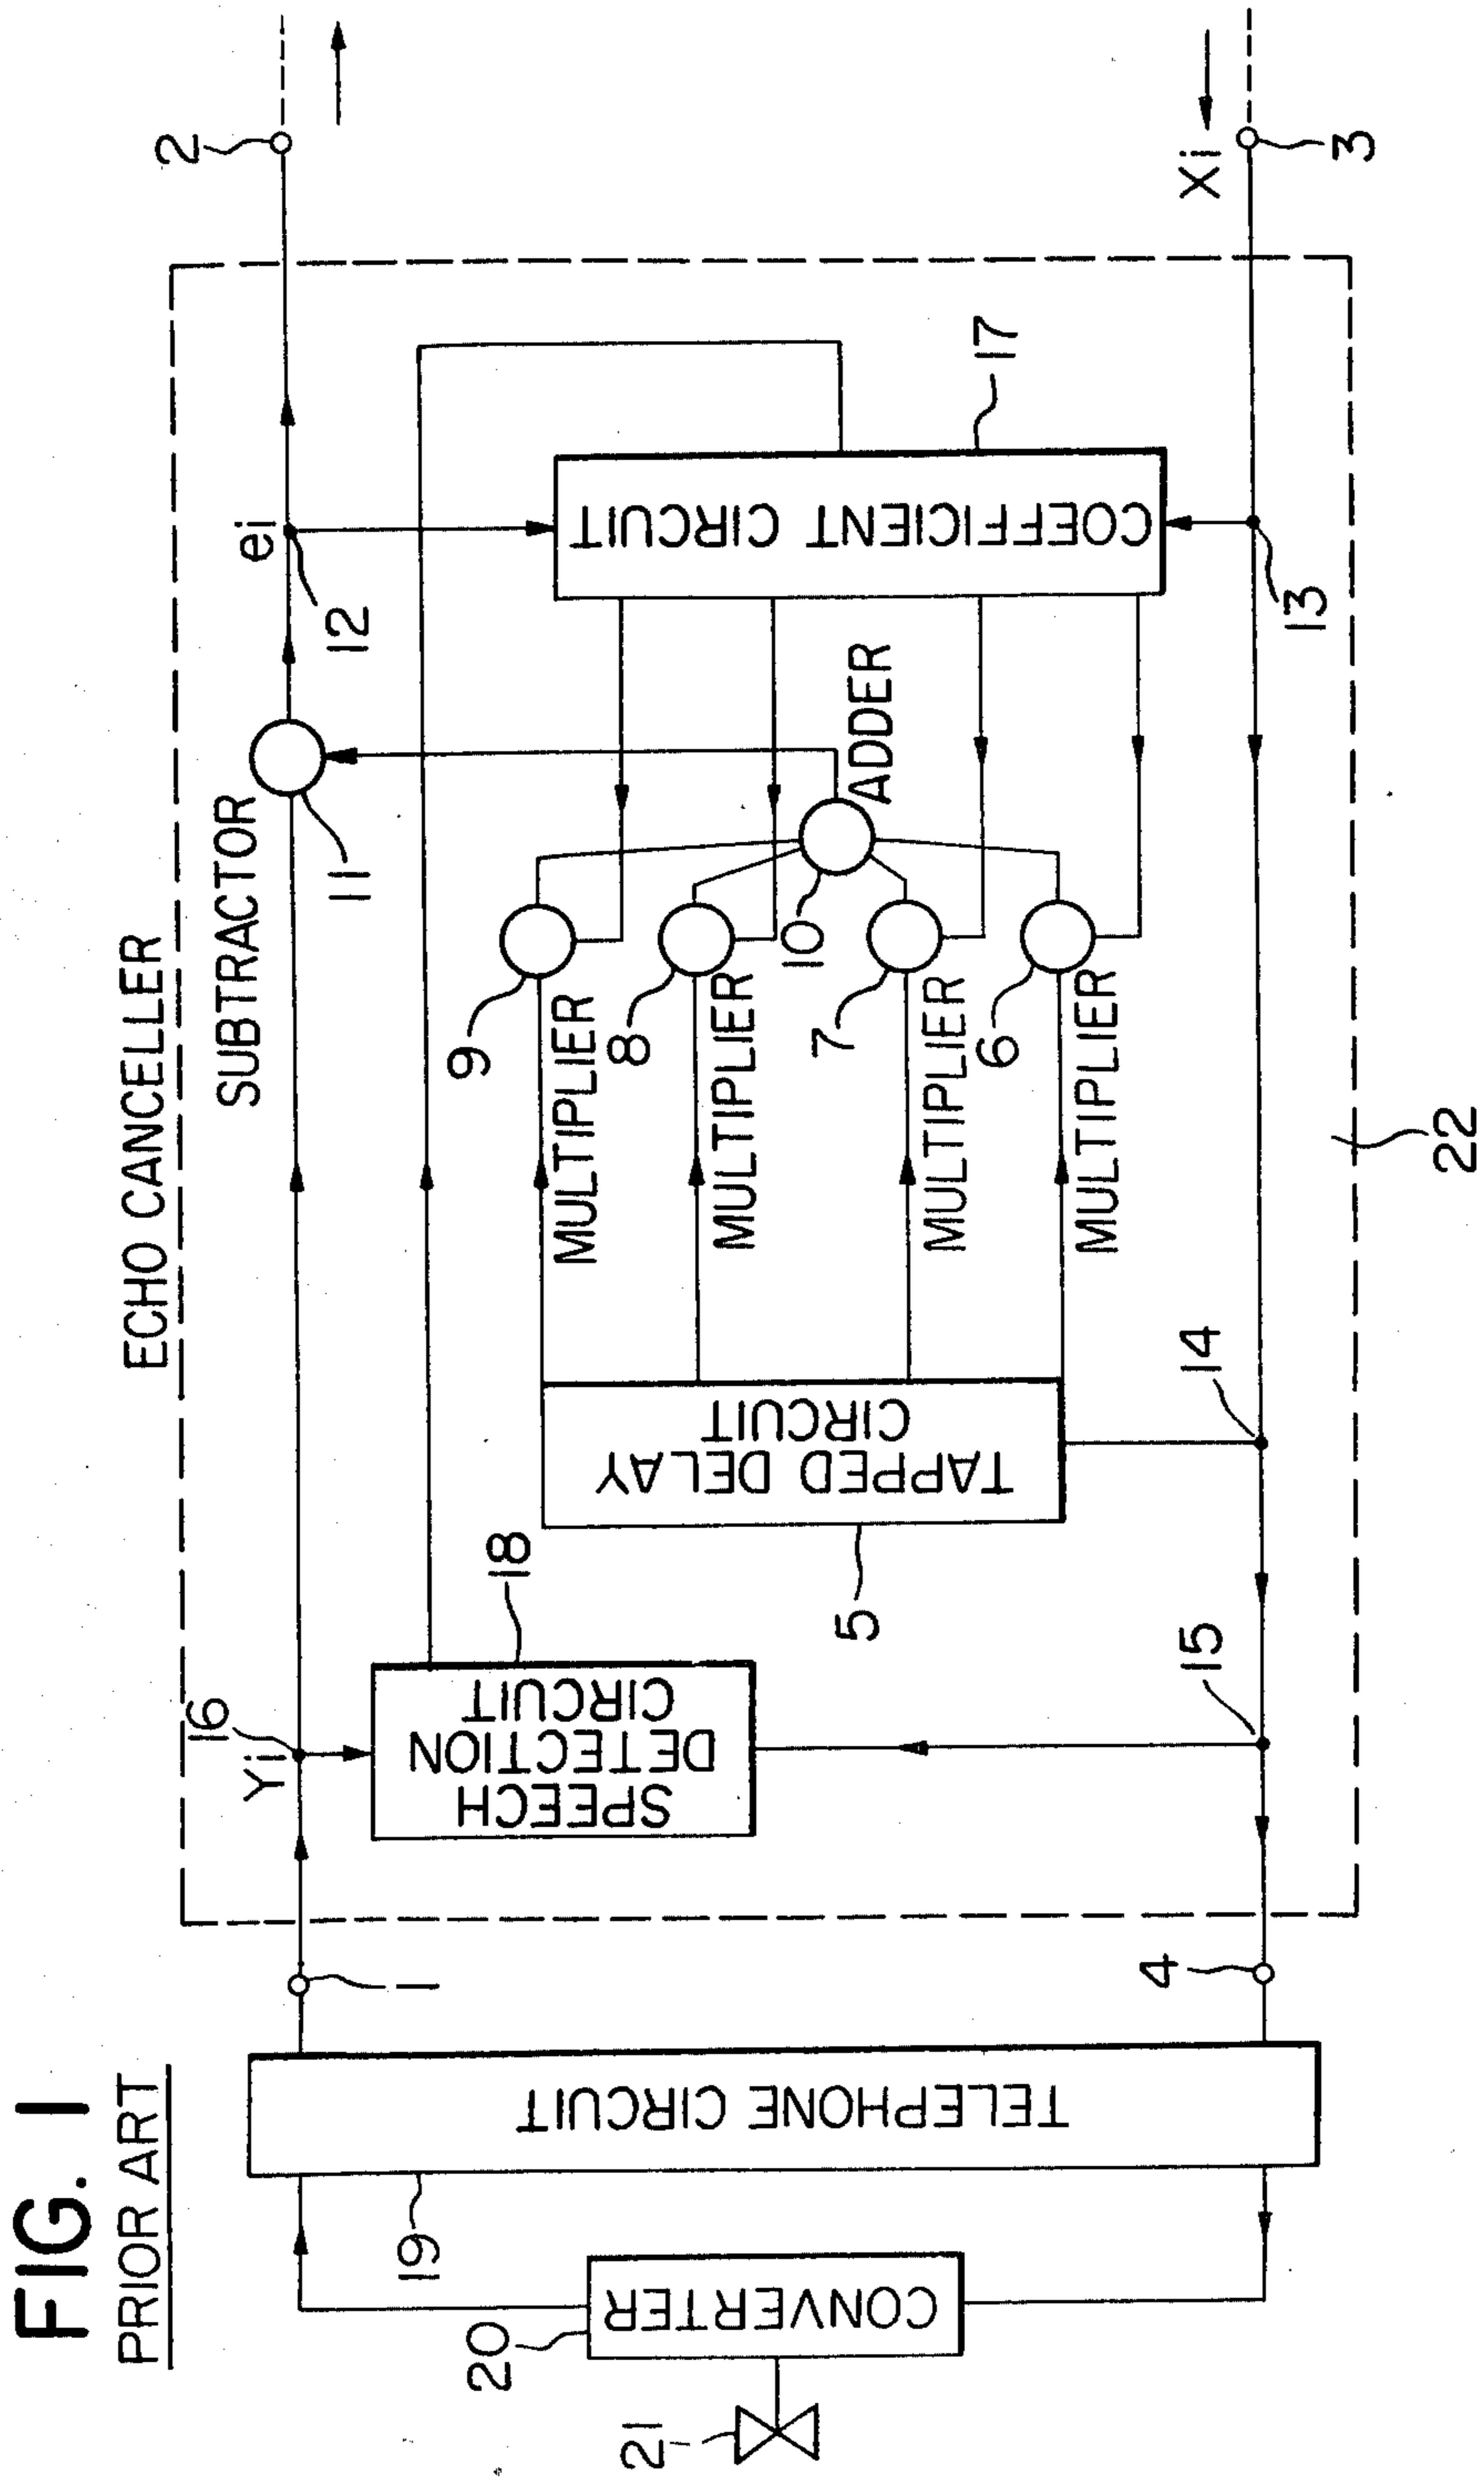 FIG. 1
PRIOR ART
ECHO CANCELLER
SUBTRACTOR
11
ei
12
2
Yi
16
1
SPEECH
DETECTION
CIRCUIT
18
TAPPED DELAY
CIRCUIT
5
9
MULTIPLIER
8
MULTIPLIER
7
MULTIPLIER
6
MULTIPLIER
10
ADDER
COEFFICIENT CIRCUIT
17
Xi
3
13
14
15
4
22
TELEPHONE CIRCUIT
19
CONVERTER
20
21